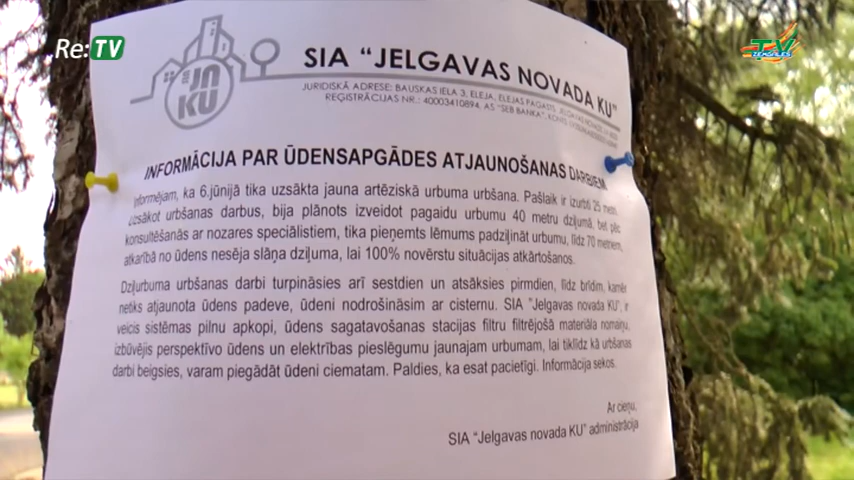 Re:TV
TV
ZEMGALES
JN
KU
SIA "JELGAVAS NOVADA KU"
JURIDISKĀ ADRESE: BAUSKAS IELA 3, ELEJA, ELEJAS PAGASTS, JELGAVAS NOVADS
REĢISTRĀCIJAS NR.: 40003410894, AS "SEB BANKA", KONTS
INFORMĀCIJA PAR ŪDENSAPGĀDES ATJAUNOŠANAS DARBIEM
Informējam, ka 6.jūnijā tika uzsākta jauna artēziskā urbuma urbšana. Pašlaik ir izurbti 25 metri.
Uzsākot urbšanas darbus, bija plānots izveidot pagaidu urbumu 40 metru dziļumā, bet pēc
konsultēšanās ar nozares speciālistiem, tika pieņemts lēmums padziļināt urbumu, līdz 70 metriem,
atkarībā no ūdens nesēja slāņa dziļuma, lai 100% novērstu situācijas atkārtošanos.
Dziļurbuma urbšanas darbi turpināsies arī sestdien un atsāksies pirmdien, līdz brīdim, kamēr
netiks atjaunota ūdens padeve, ūdeni nodrošināsim ar cisternu. SIA "Jelgavas novada KU", ir
veicis sistēmas pilnu apkopi, ūdens sagatavošanas stacijas filtru filtrējošā materiāla nomaiņu,
izbūvējis perspektīvo ūdens un elektrības pieslēgumu jaunajam urbumam, lai tiklīdz kā urbšanas
darbi beigsies, varam piegādāt ūdeni ciematam. Paldies, ka esat pacietīgi. Informācija sekos.
Ar cieņu,
SIA "Jelgavas novada KU" administrācija